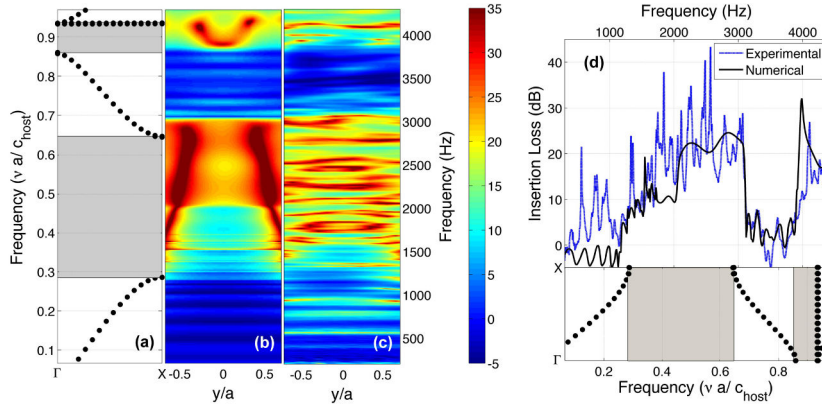 Frequency (ν a/ c_host)
0.9
0.8
0.7
0.6
0.5
0.4
0.3
0.2
0.1
Γ
X
(a)
-0.5 0 0.5
y/a
(b)
-0.5 0 0.5
y/a
(c)
4000
3500
3000
2500
2000
1500
1000
500
Frequency (Hz)
35
30
25
20
15
10
5
0
-5
Frequency (Hz)
1000 2000 3000 4000
(d)
Experimental
Numerical
Insertion Loss (dB)
40
30
20
10
0
X
Γ
0.2 0.4 0.6 0.8
Frequency (ν a/ c_host)